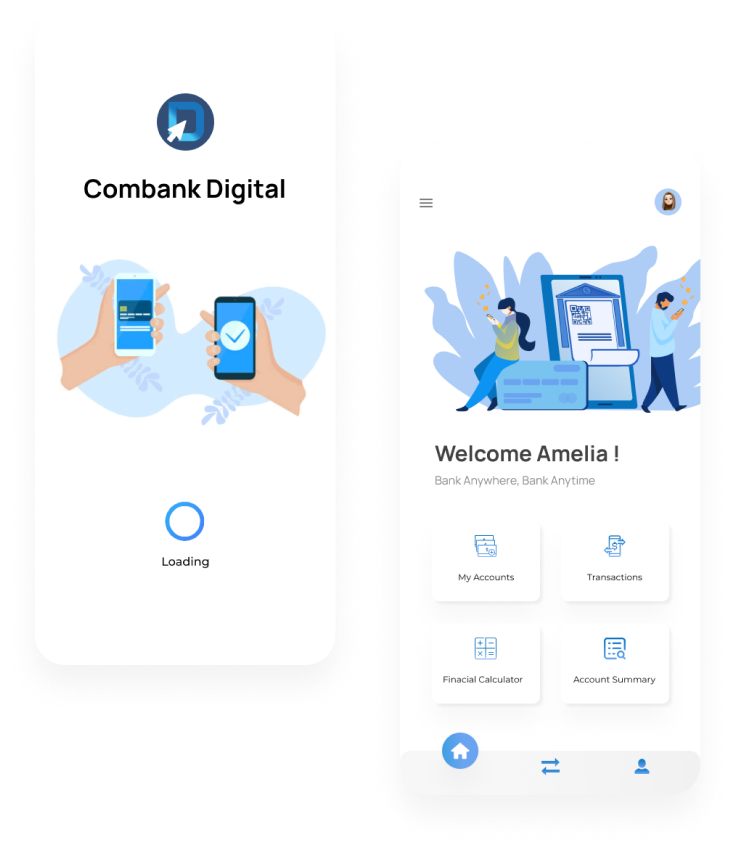 Combank Digital
Loading
Welcome Amelia !
Bank Anywhere, Bank Anytime
My Accounts
Transactions
Finacial Calculator
Account Summary